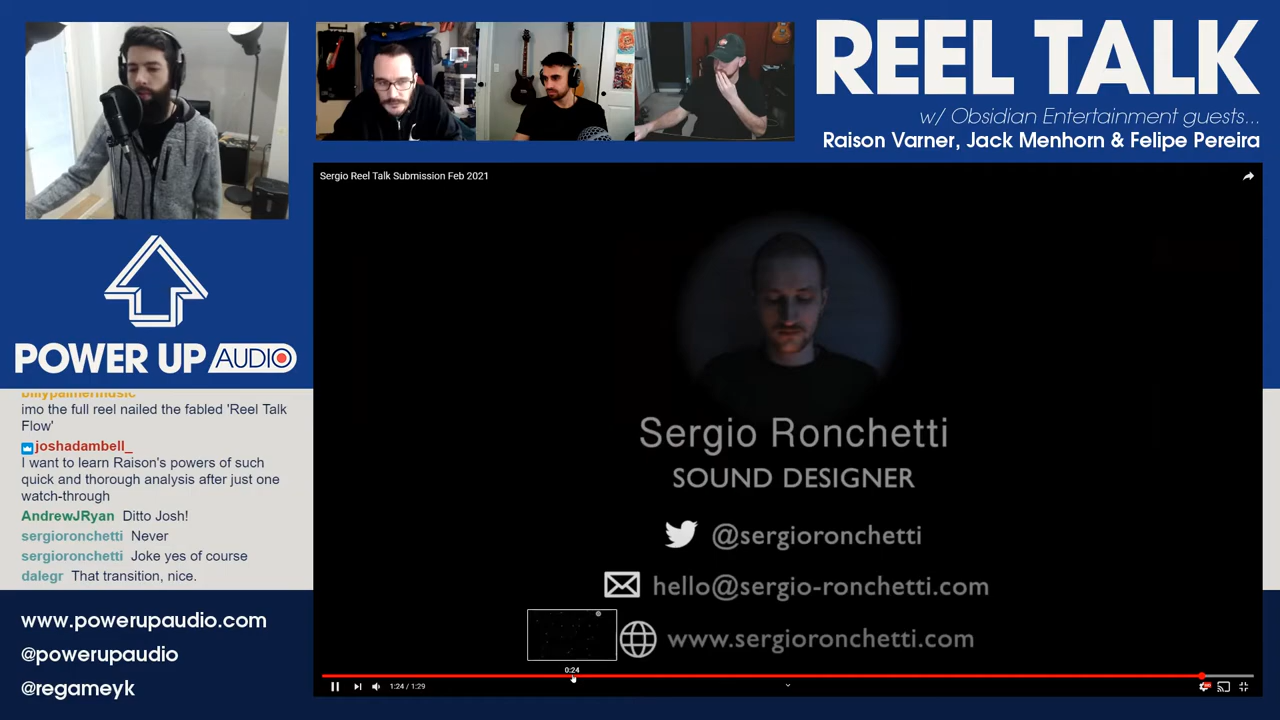 REEL TALK
w/ Obsidian Entertainment guests...
Raison Varner, Jack Menhorn & Felipe Pereira
POWER UP AUDIO
billypalmermusic
imo the full reel nailed the fabled 'Reel Talk
Flow'
joshadambell_
I want to learn Raison's powers of such
quick and thorough analysis after just one
watch-through
AndrewJRyan Ditto Josh!
sergioronchetti Never
sergioronchetti Joke yes of course
dalegr That transition, nice.
www.powerupaudio.com
@powerupaudio
@regameyk
Sergio Reel Talk Submission Feb 2021
Sergio Ronchetti
SOUND DESIGNER
@sergioronchetti
hello@sergio-ronchetti.com
www.sergioronchetti.com
0:24
1:24 / 1:29